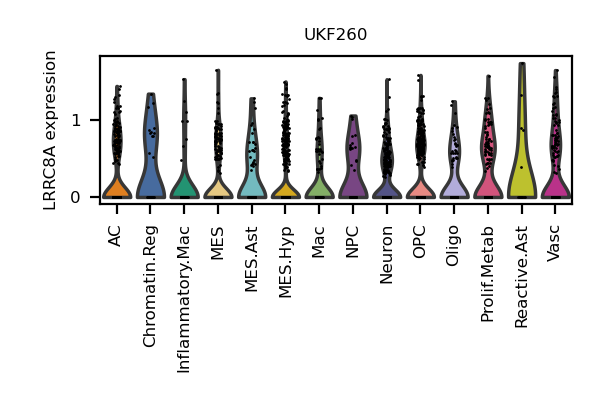 UKF260
LRRC8A expression
1
0
AC
Chromatin.Reg
Inflammatory.Mac
MES
MES.Ast
MES.Hyp
Mac
NPC
Neuron
OPC
Oligo
Prolif.Metab
Reactive.Ast
Vasc